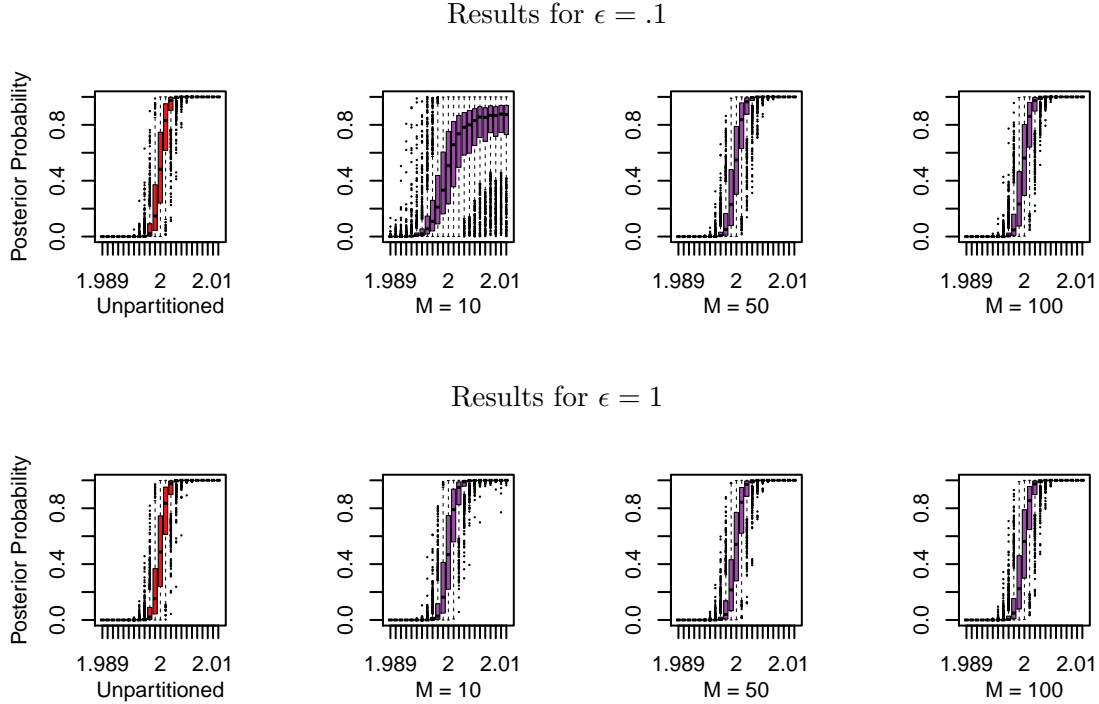 Results for ϵ = .1
Posterior Probability
0.0 0.4 0.8
1.989 2 2.01
Unpartitioned
0.0 0.4 0.8
1.989 2 2.01
M = 10
0.0 0.4 0.8
1.989 2 2.01
M = 50
0.0 0.4 0.8
1.989 2 2.01
M = 100
Results for ϵ = 1
Posterior Probability
0.0 0.4 0.8
1.989 2 2.01
Unpartitioned
0.0 0.4 0.8
1.989 2 2.01
M = 10
0.0 0.4 0.8
1.989 2 2.01
M = 50
0.0 0.4 0.8
1.989 2 2.01
M = 100